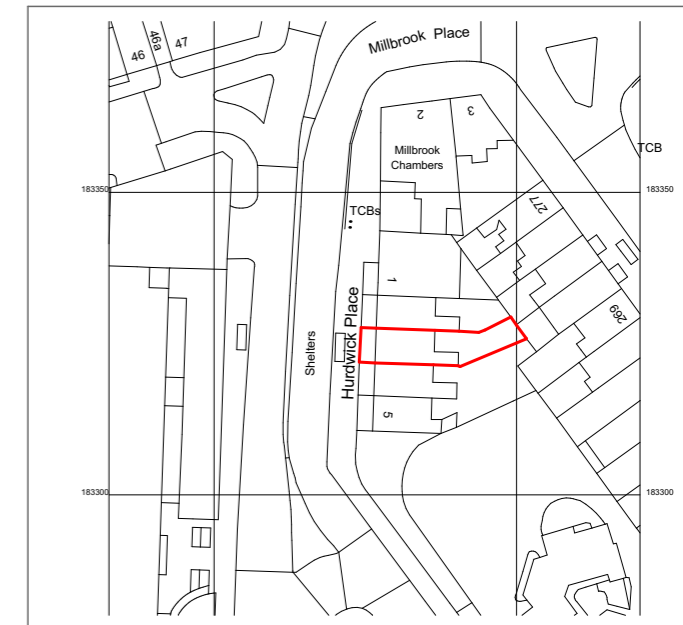 46
46a
47
Millbrook Place
2
3
Millbrook
Chambers
TCB
183350
183350
277
TCBs
1
269
Shelters
Hurdwick Place
5
183300
183300